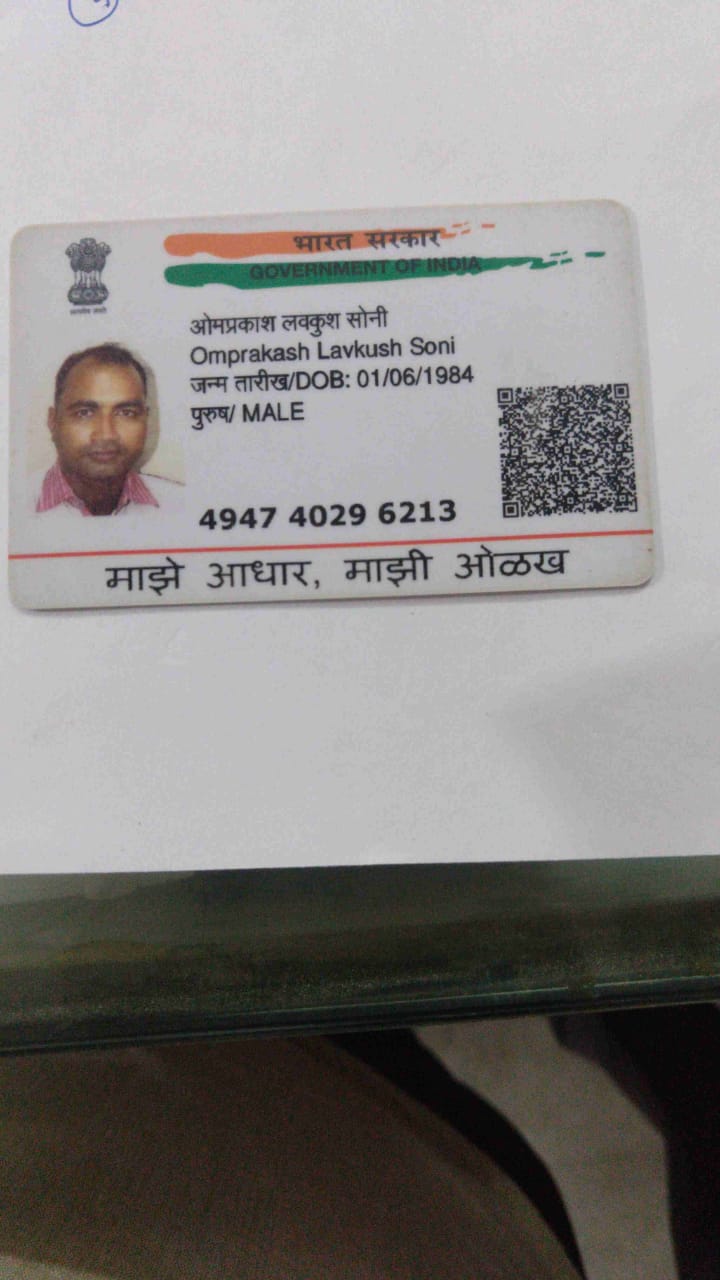 भारत सरकार
GOVERNMENT OF INDIA
ओमप्रकाश लवकुश सोनी
Omprakash Lavkush Soni
जन्म तारीख/DOB: 01/06/1984
पुरुष/ MALE
4947 4029 6213
माझे आधार, माझी ओळख